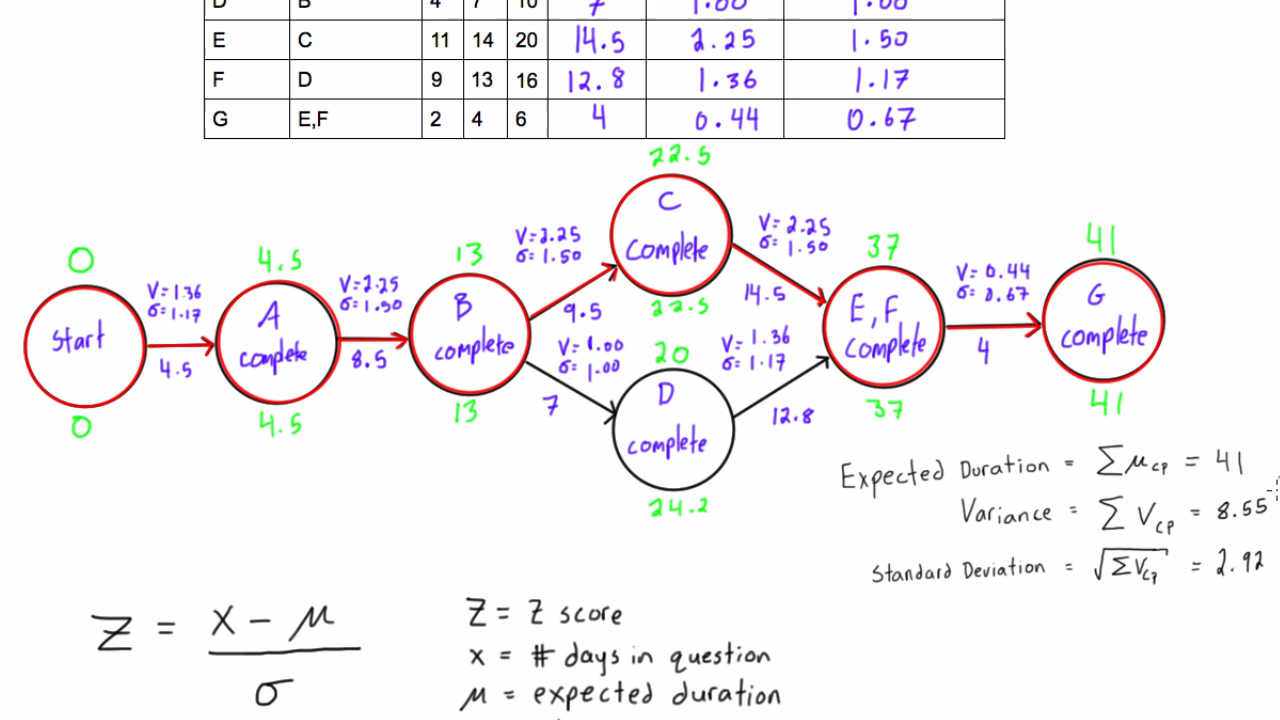 D B 4 7 10 7 1.00 1.00
E C 11 14 20 14.5 2.25 1.50
F D 9 13 16 12.8 1.36 1.17
G E,F 2 4 6 4 0.44 0.67
22.5
C
complete
22.5
0
Start
0
V=1.36
σ=1.17
4.5
4.5
A
complete
4.5
V=2.25
σ=1.50
8.5
13
B
complete
13
V=2.25
σ=1.50
9.5
V=1.00
σ=1.00
7
20
D
complete
24.2
V=2.25
σ=1.50
14.5
V=1.36
σ=1.17
12.8
37
E,F
complete
37
V=0.44
σ=0.67
4
41
G
complete
41
Expected Duration = Σμcp = 41
Variance = ΣVcp = 8.55
Standard Deviation = √ΣVcp = 2.92
Z = x - μ
σ
Z = Z score
x = # days in question
μ = expected duration